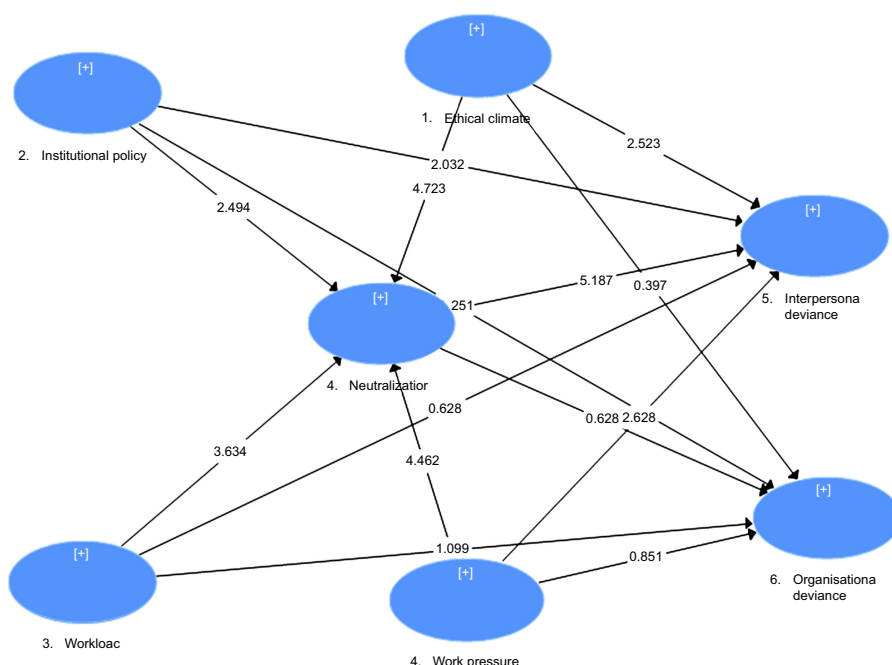 [+]
1. Ethical climate
[+]
2. Institutional policy
2.523
2.032
4.723
2.494
[+]
5. Interpersona
deviance
5.187
0.397
251
[+]
4. Neutralizatior
0.628
0.628
2.628
3.634
4.462
[+]
6. Organisationa
deviance
1.099
0.851
[+]
3. Workloac
[+]
4. Work pressure